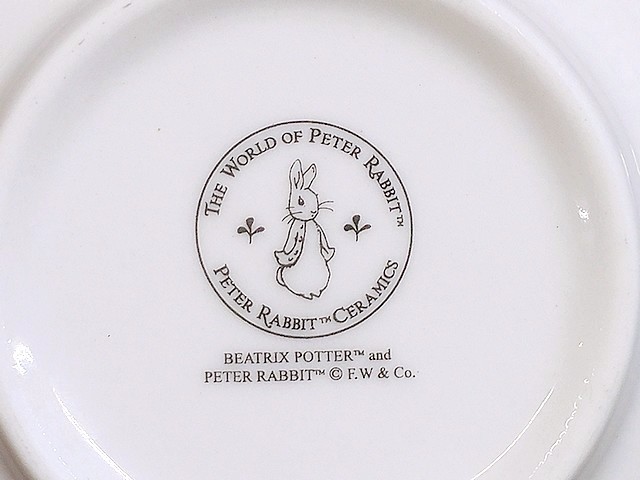 THE WORLD OF PETER RABBIT™
PETER RABBIT™ CERAMICS
BEATRIX POTTER™ and
PETER RABBIT™ © F.W & Co.